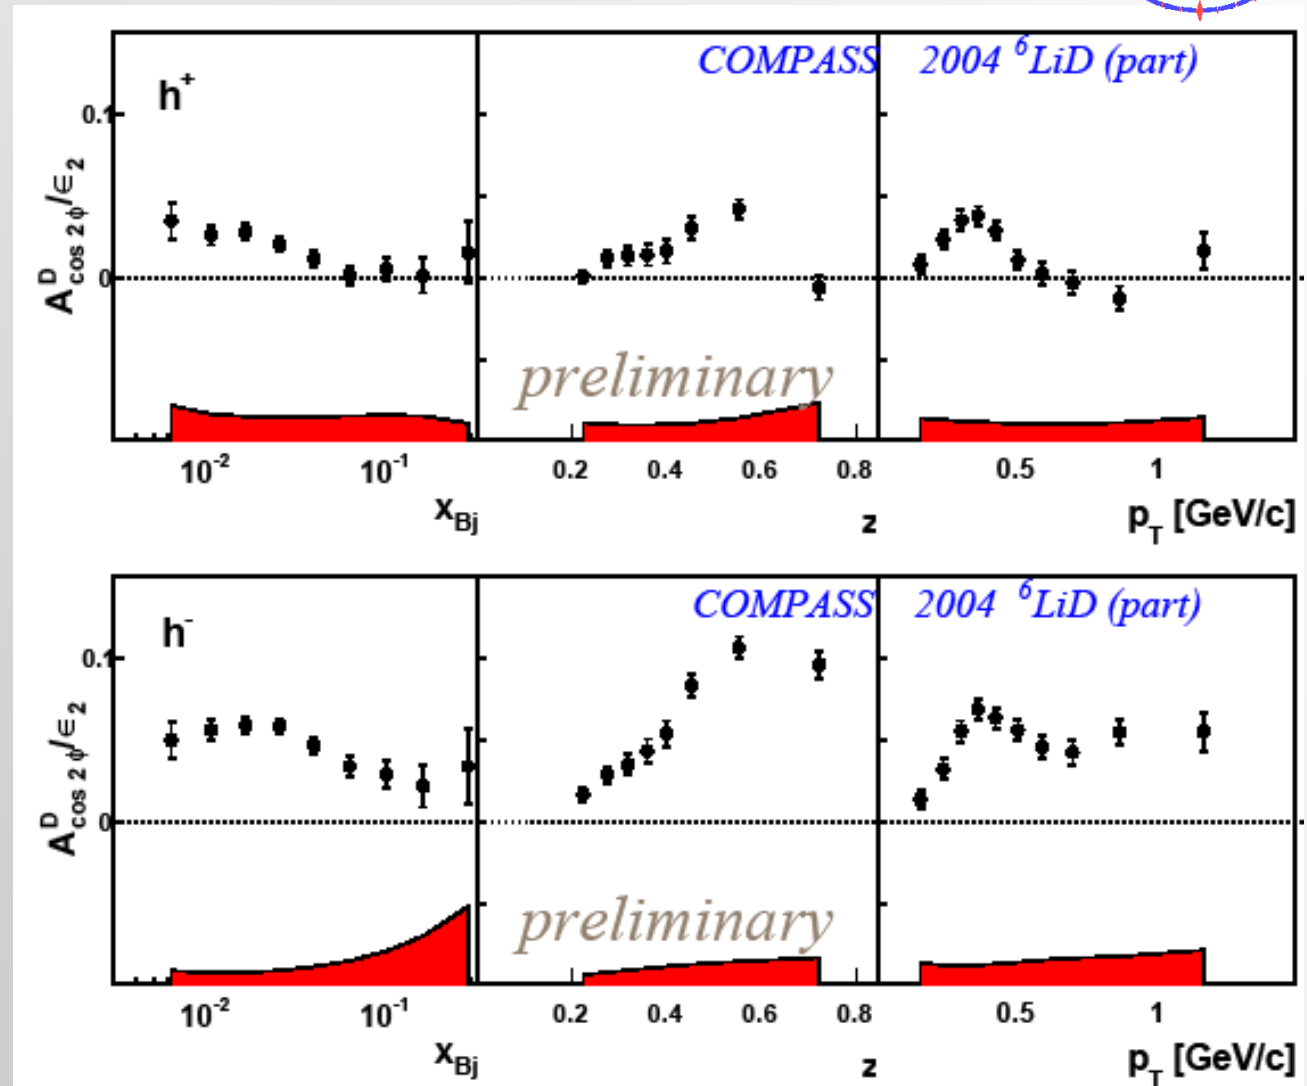 h⁺ COMPASS 2004 ⁶LiD (part)
0.1
A^D_cos 2ϕ/ϵ₂
0
preliminary
10⁻² 10⁻¹ 0.2 0.4 0.6 0.8 0.5 1
x_Bj z p_T [GeV/c]
h⁻ COMPASS 2004 ⁶LiD (part)
0.1
A^D_cos 2ϕ/ϵ₂
0
preliminary
10⁻² 10⁻¹ 0.2 0.4 0.6 0.8 0.5 1
x_Bj z p_T [GeV/c]